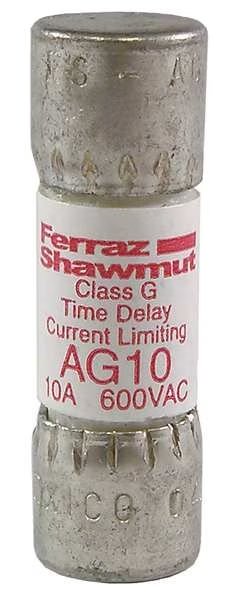 Ferraz
Shawmut
Class G
Time Delay
Current Limiting
AG10
10A 600VAC